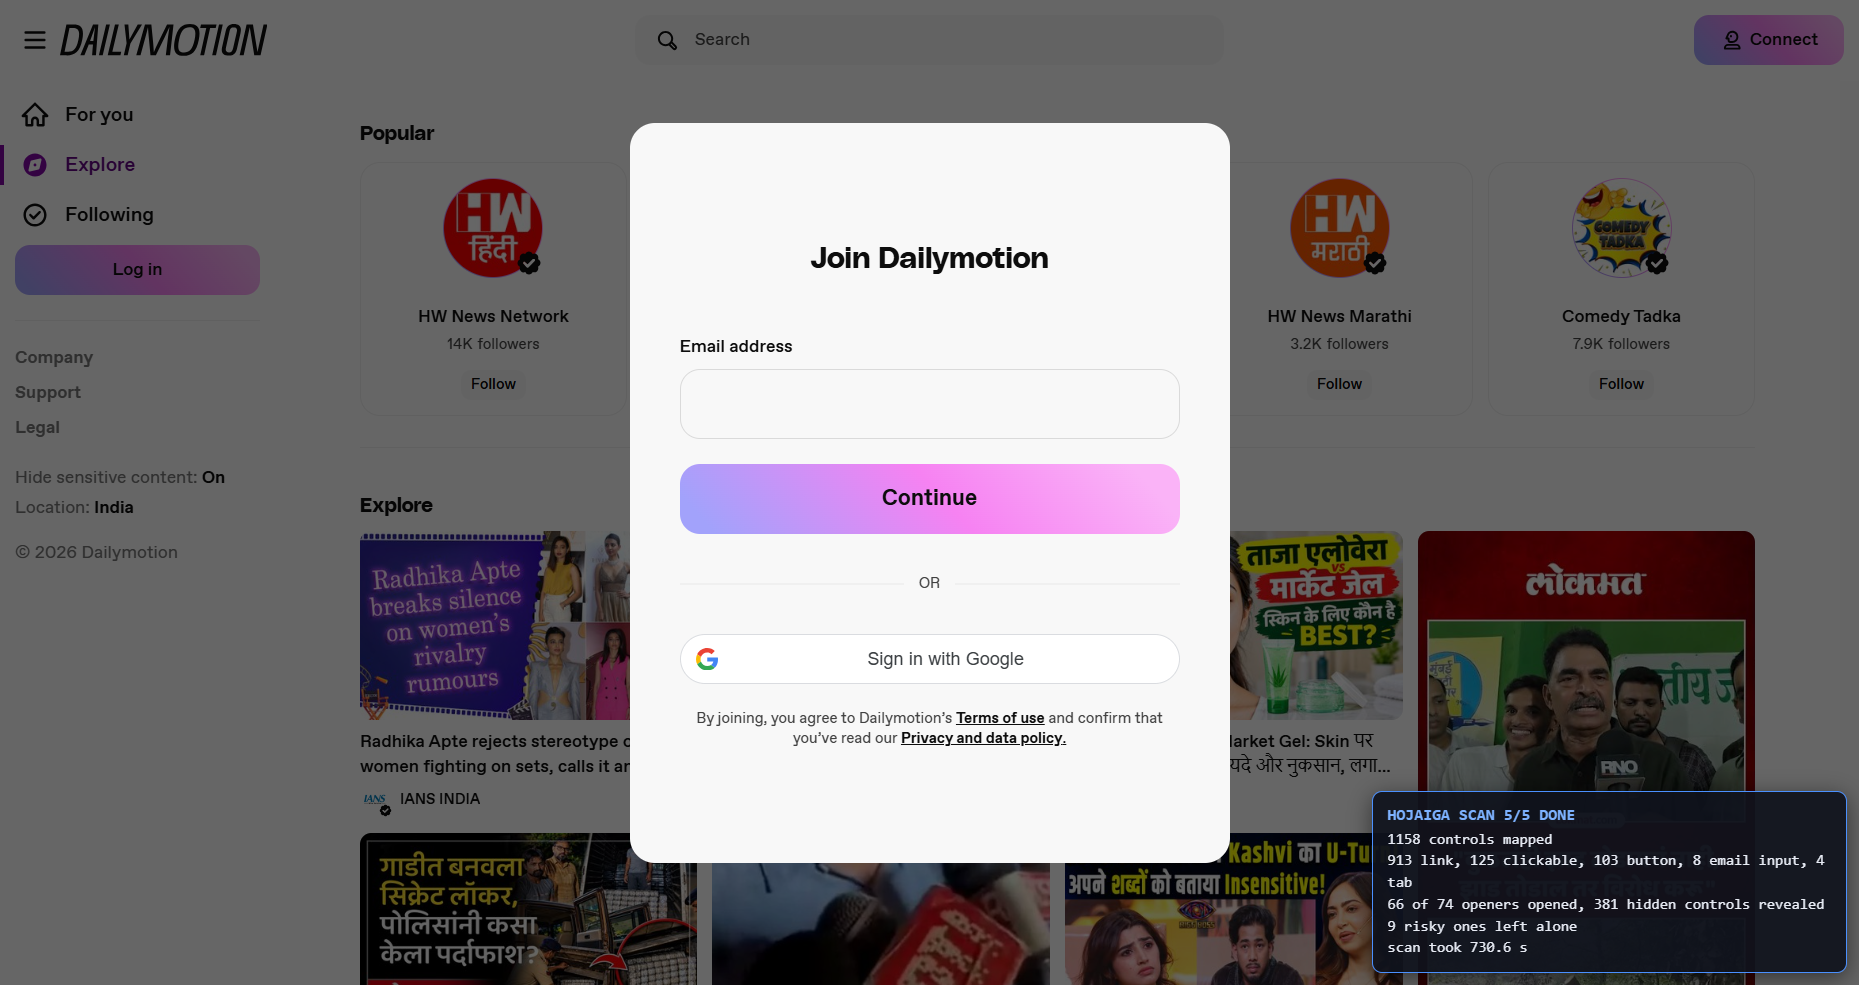 DAILYMOTION
Search
Connect
For you
Explore
Following
Log in
Company
Support
Legal
Hide sensitive content: On
Location: India
© 2026 Dailymotion
Popular
HW
हिंदी
HW News Network
14K followers
Follow
HW
मराठी
HW News Marathi
3.2K followers
Follow
COMEDY
TADKA
Comedy Tadka
7.9K followers
Follow
Join Dailymotion
Email address
Continue
OR
Sign in with Google
By joining, you agree to Dailymotion's Terms of use and confirm that
you've read our Privacy and data policy.
Explore
Radhika Apte
breaks silence
on women's
rivalry
rumours
Radhika Apte rejects stereotype
women fighting on sets, calls it
IANS
IANS INDIA
ताजा एलोवेरा
VS
मार्केट जेल
स्किन के लिए कौन है
BEST?
Market Gel: Skin पर
और नुकसान, लगा...
लोकमत
RNO
गाडीत बनवला
सिक्रेट लॉकर,
पोलिसांनी कसा
केला पर्दाफाश?
Kashvi का U-Turn
अपने शब्दों को बताया Insensitive!
HOJAIGA SCAN 5/5 DONE
1158 controls mapped
913 link, 125 clickable, 103 button, 8 email input, 4
tab
66 of 74 openers opened, 381 hidden controls revealed
9 risky ones left alone
scan took 730.6 s